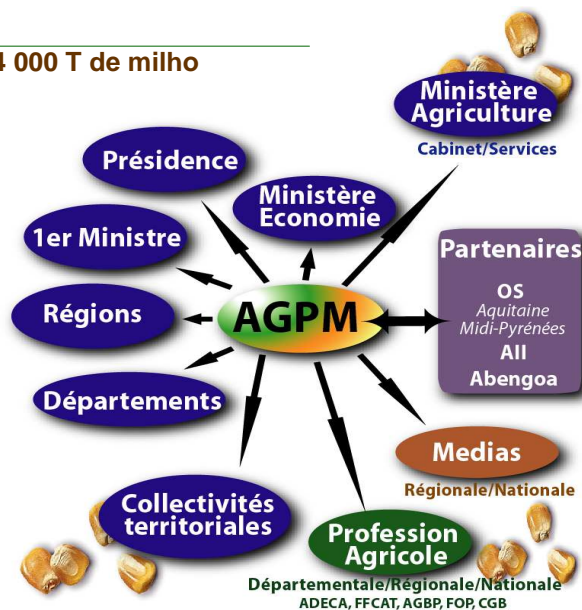 4 000 T de milho
Ministère
Agriculture
Cabinet/Services
Présidence
Ministère
Economie
1er Ministre
Partenaires
OS
Aquitaine
Midi-Pyrénées
AII
Abengoa
Régions
AGPM
Départements
Medias
Régionale/Nationale
Collectivités
territoriales
Profession
Agricole
Départementale/Régionale/Nationale
ADECA, FFCAT, AGBP, FOP, CGB